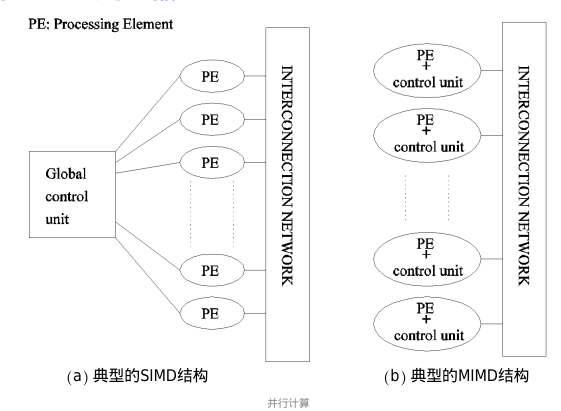 PE: Processing Element
PE
PE
PE
PE
PE
Global
control
unit
INTERCONNECTION NETWORK
(a) 典型的SIMD结构
PE
+
control unit
PE
+
control unit
PE
+
control unit
PE
+
control unit
INTERCONNECTION NETWORK
(b) 典型的MIMD结构
并行计算